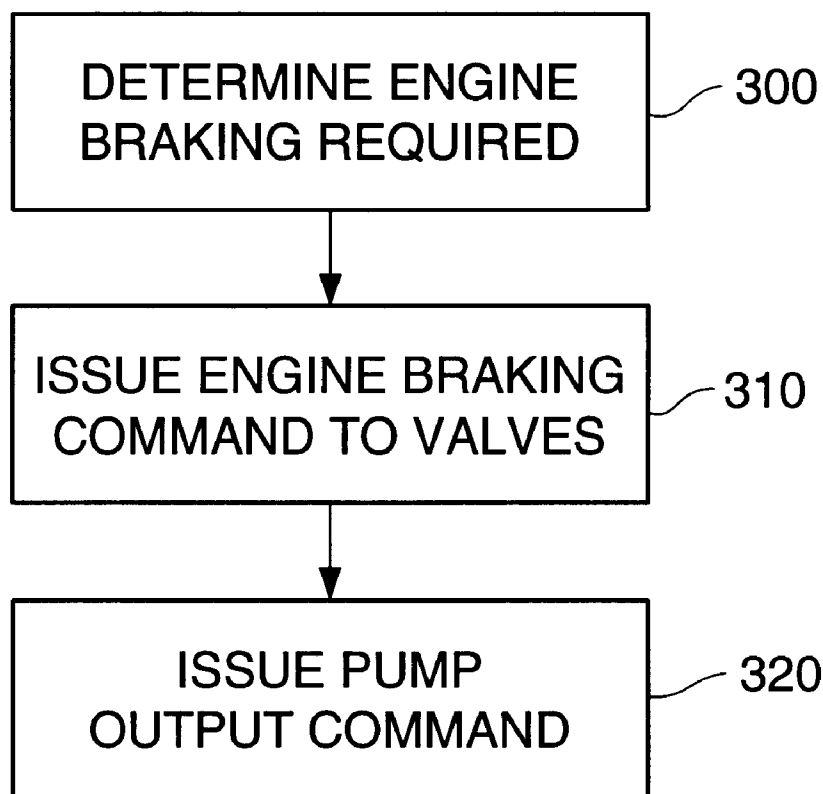 DETERMINE ENGINE
BRAKING REQUIRED
300
ISSUE ENGINE BRAKING
COMMAND TO VALVES
310
ISSUE PUMP
OUTPUT COMMAND
320